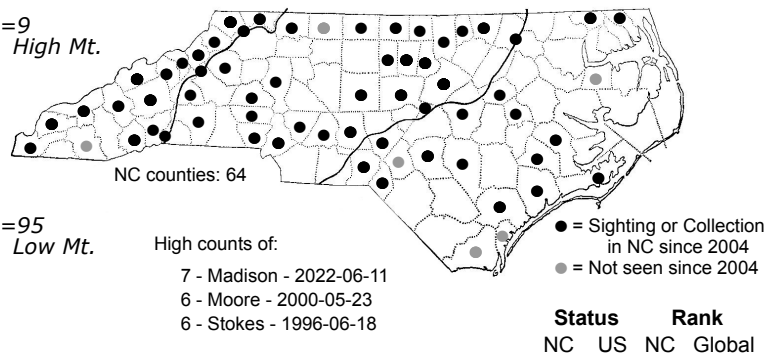 =9
High Mt.
NC counties: 64
=95
Low Mt.
High counts of:
7 - Madison - 2022-06-11
6 - Moore - 2000-05-23
6 - Stokes - 1996-06-18
● = Sighting or Collection
in NC since 2004
● = Not seen since 2004
Status Rank
NC US NC Global